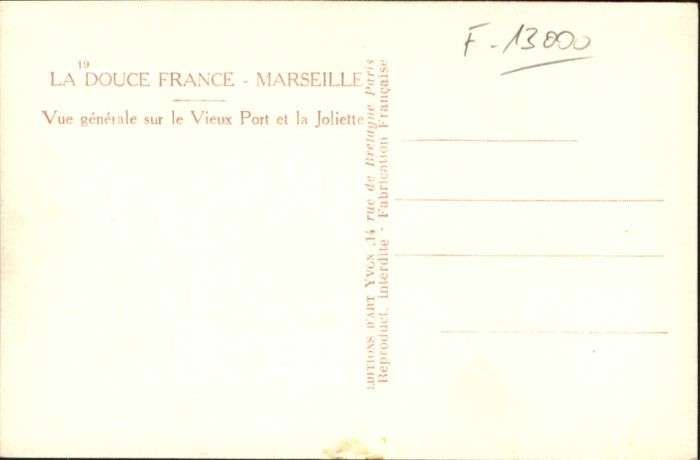 19
LA DOUCE FRANCE - MARSEILLE
Vue générale sur le Vieux Port et la Joliette
EDITIONS D'ART YVON, 14 rue de Bretagne Paris
Reproduct. Interdite - Fabrication Française
F-13000